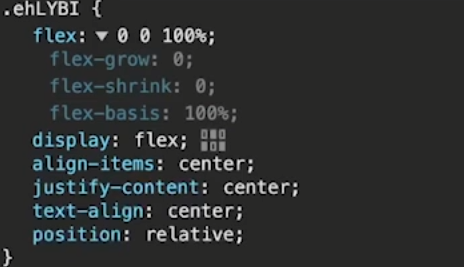 .ehLYBI {
flex: ▼ 0 0 100%;
flex-grow: 0;
flex-shrink: 0;
flex-basis: 100%;
display: flex;
align-items: center;
justify-content: center;
text-align: center;
position: relative;
}